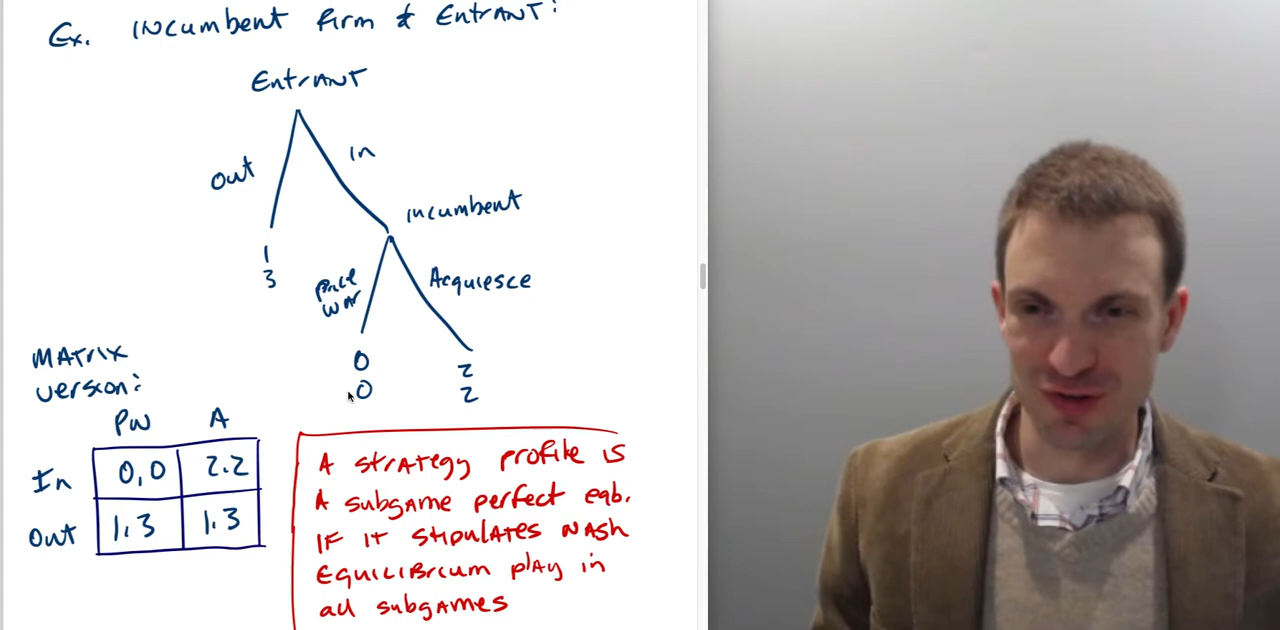 Ex. Incumbent Firm & Entrant:
Entrant
Out In
Incumbent
1
3
Price
War
Acquiesce
0 2
0 2
Matrix
version:
PW A
In 0,0 2.2
Out 1.3 1.3
A strategy profile is
A subgame perfect eqb.
IF it stipulates Nash
Equilibrium play in
all subgames